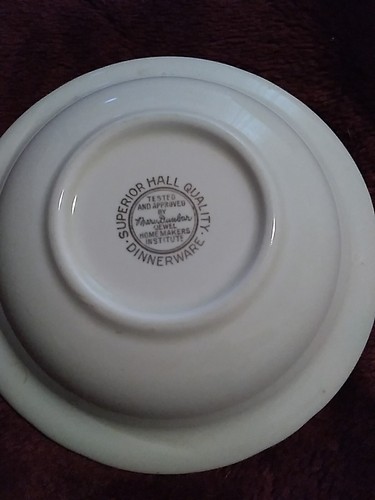 SUPERIOR HALL QUALITY
TESTED
AND APPROVED
BY
Mary Dunbar
JEWEL
HOMEMAKERS
INSTITUTE
· DINNERWARE ·